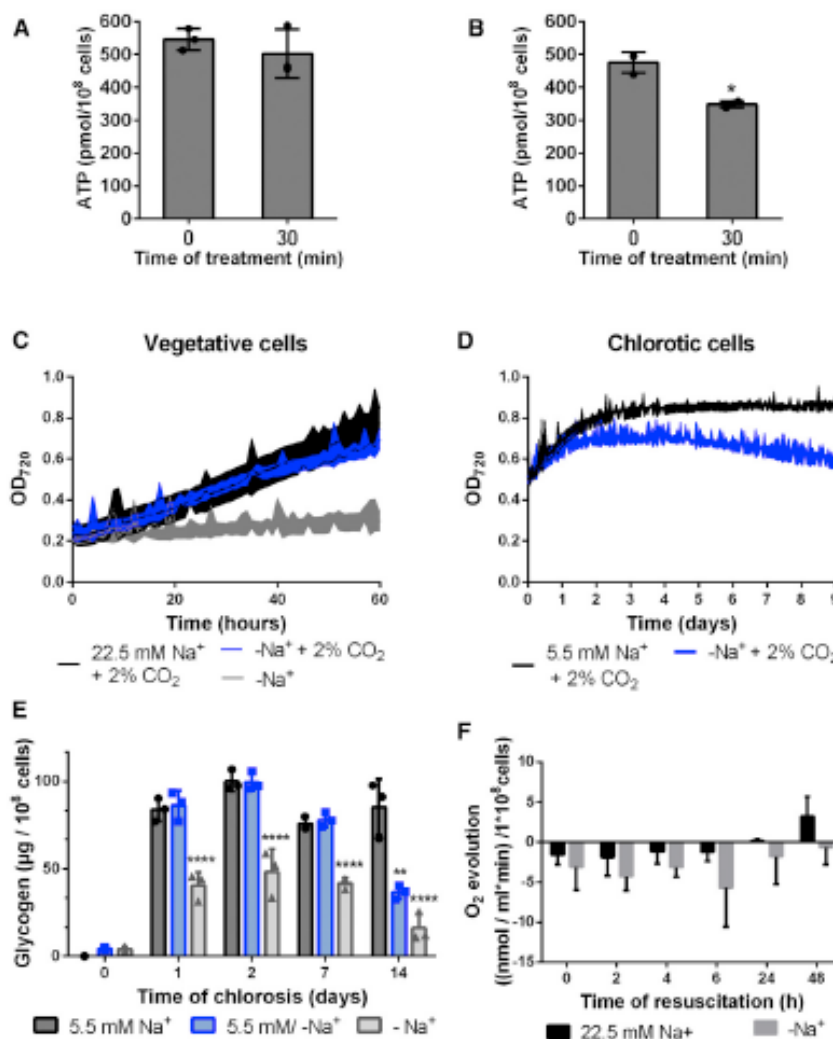 A
B
600
500
400
300
200
100
0
ATP (pmol/10⁸ cells)
0
30
Time of treatment (min)
600
500
400
300
200
100
0
ATP (pmol/10⁸ cells)
*
0
30
Time of treatment (min)
C
Vegetative cells
D
Chlorotic cells
1.0
0.8
0.6
0.4
0.2
0.0
OD₇₂₀
0
20
40
60
Time (hours)
22.5 mM Na⁺
+ 2% CO₂
-Na⁺ + 2% CO₂
-Na⁺
1.0
0.8
0.6
0.4
0.2
0.0
OD₇₂₀
0 1 2 3 4 5 6 7 8 9
Time (days)
5.5 mM Na⁺
+ 2% CO₂
-Na⁺ + 2% CO₂
E
F
100
50
0
Glycogen (µg / 10⁸ cells)
****
****
****
**
****
0 1 2 7 14
Time of chlorosis (days)
5.5 mM Na⁺
5.5 mM/ -Na⁺
- Na⁺
10
5
0
-5
-10
-15
O₂ evolution
((nmol / ml*min) /1*10⁸cells)
0 2 4 6 24 48
Time of resuscitation (h)
22.5 mM Na+
-Na⁺